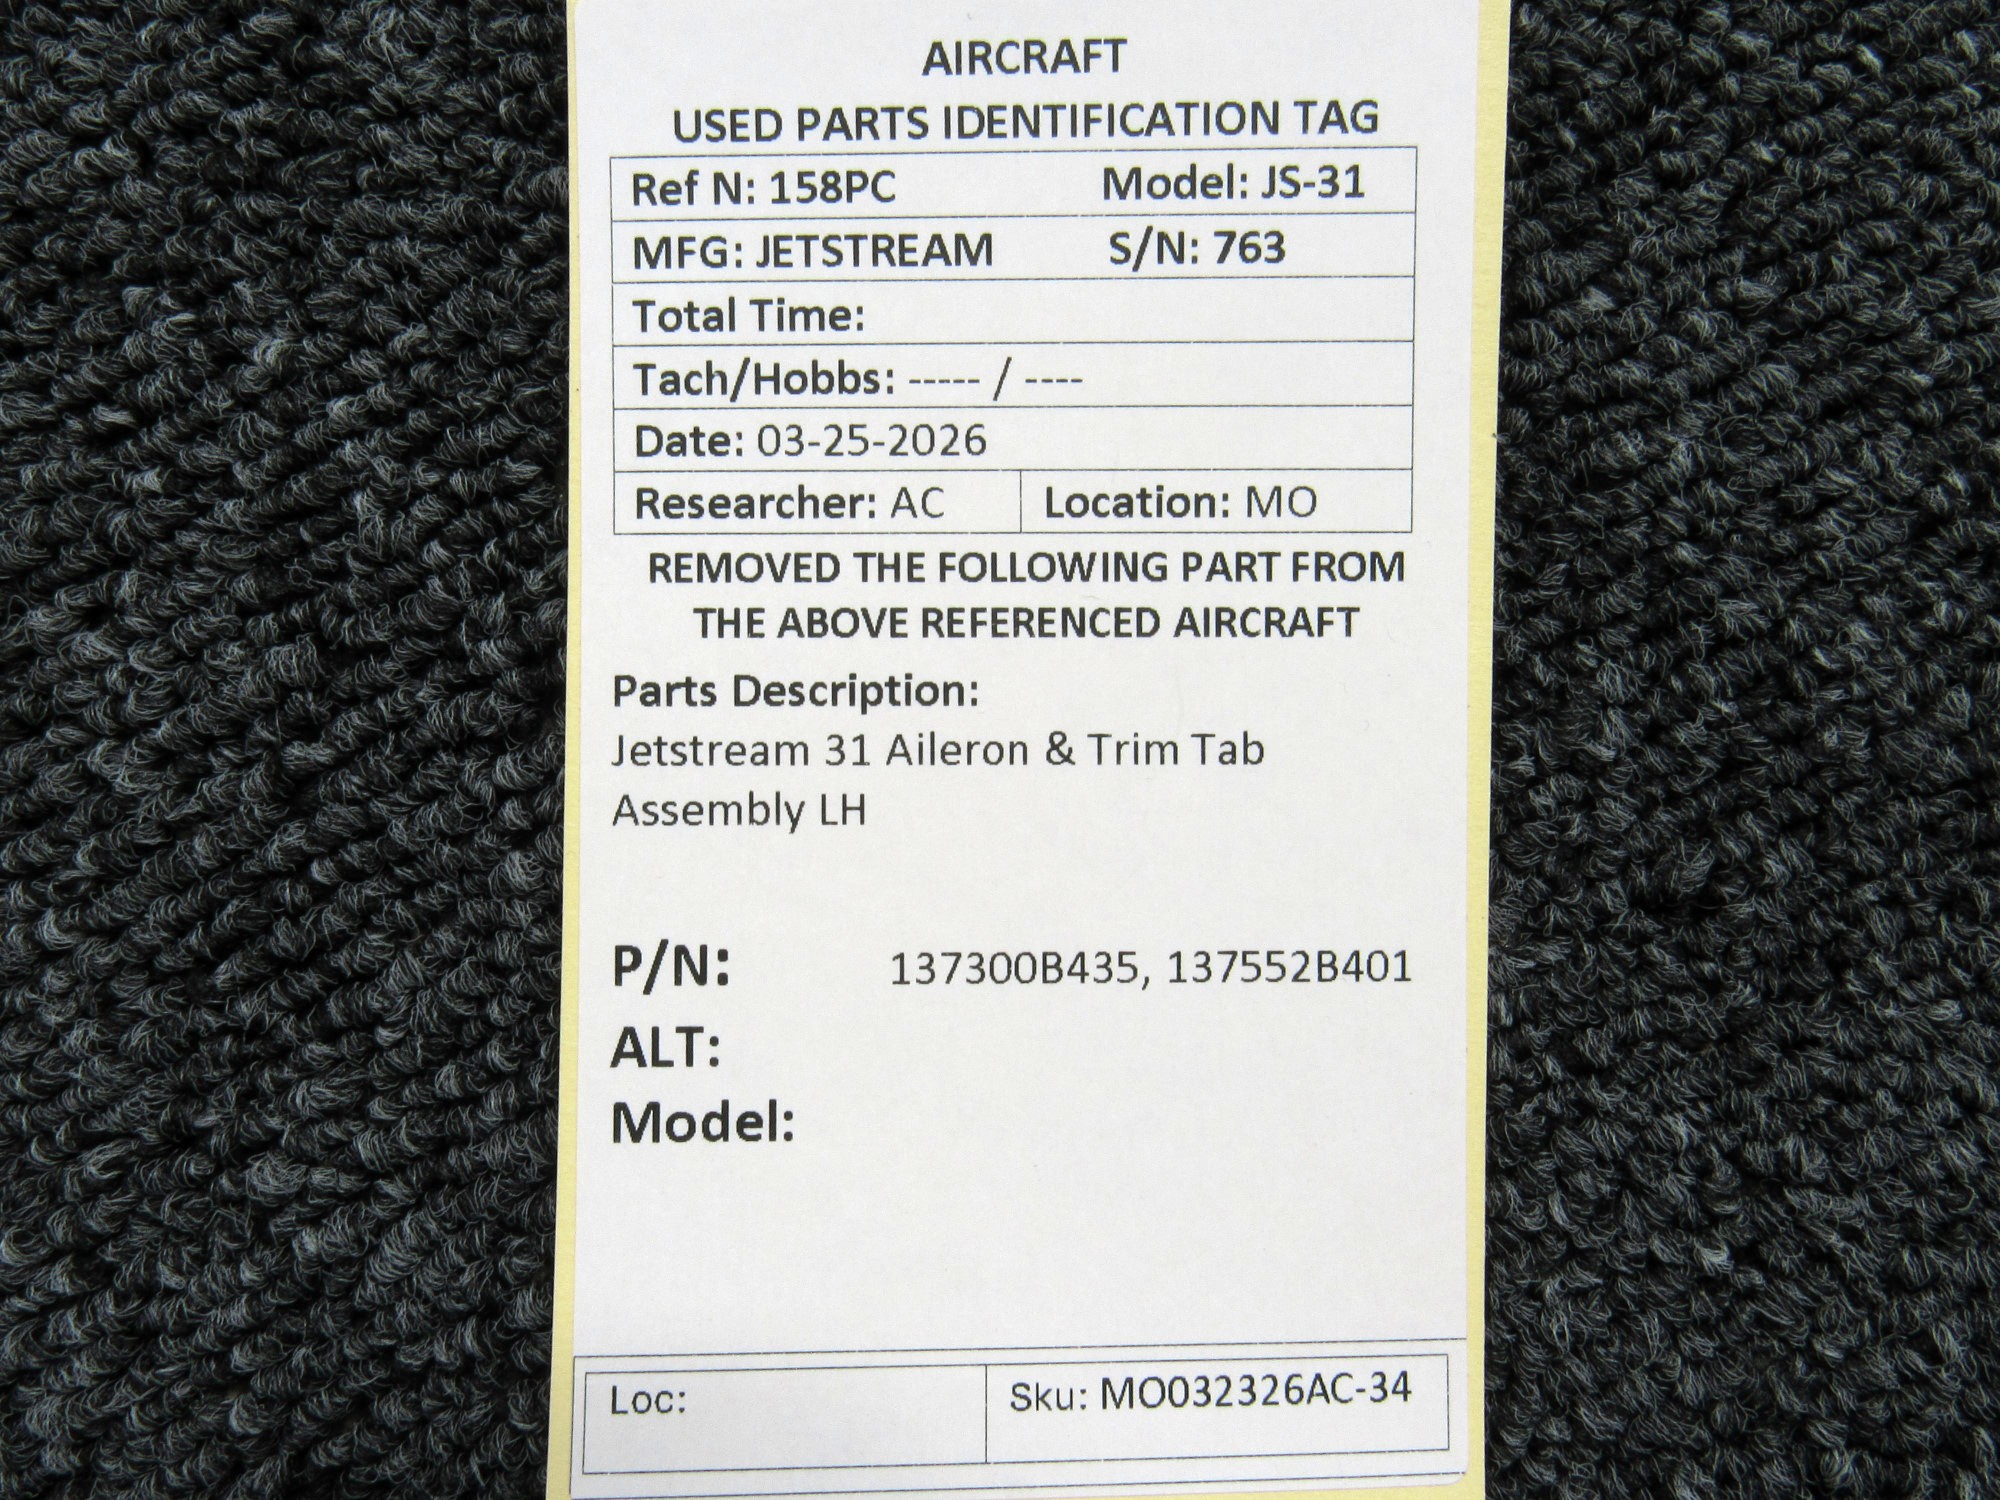 AIRCRAFT
USED PARTS IDENTIFICATION TAG
Ref N: 158PC Model: JS-31
MFG: JETSTREAM S/N: 763
Total Time:
Tach/Hobbs: ----- / ----
Date: 03-25-2026
Researcher: AC Location: MO
REMOVED THE FOLLOWING PART FROM
THE ABOVE REFERENCED AIRCRAFT
Parts Description:
Jetstream 31 Aileron & Trim Tab
Assembly LH
P/N: 137300B435, 137552B401
ALT:
Model:
Loc: Sku: MO032326AC-34